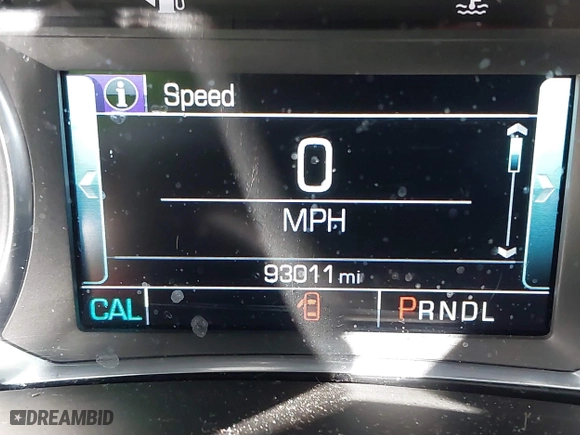 Speed
0
MPH
93011 mi
CAL PRNDL
DREAMBID